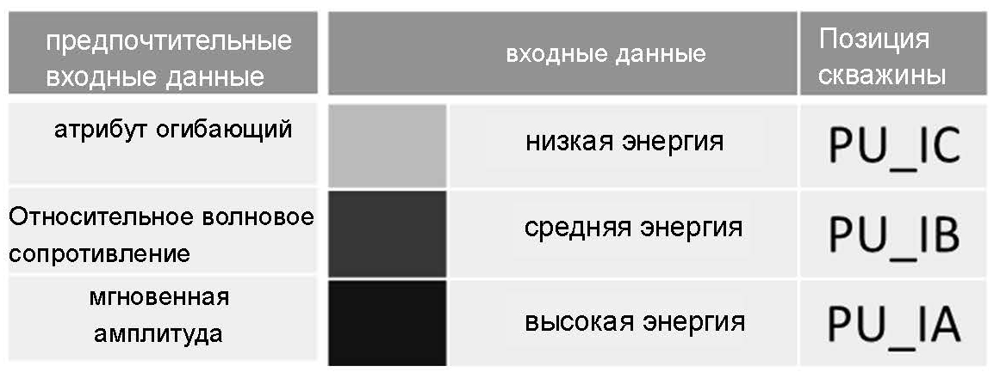 предпочтительные
входные данные
входные данные
Позиция
скважины
атрибут огибающий
низкая энергия
PU_IC
Относительное волновое
сопротивление
средняя энергия
PU_IB
мгновенная
амплитуда
высокая энергия
PU_IA